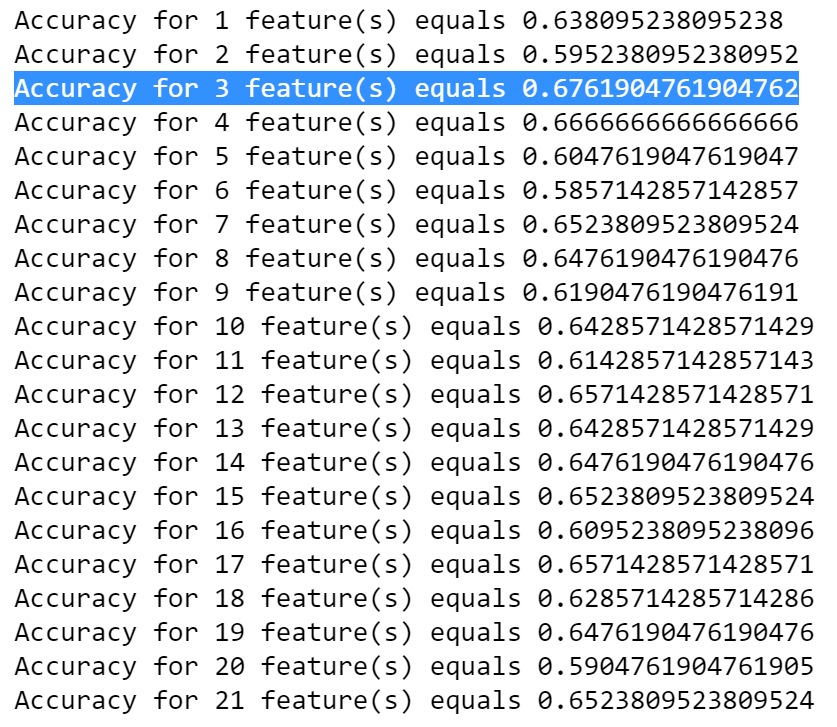 Accuracy for 1 feature(s) equals 0.638095238095238
Accuracy for 2 feature(s) equals 0.5952380952380952
Accuracy for 3 feature(s) equals 0.6761904761904762
Accuracy for 4 feature(s) equals 0.6666666666666666
Accuracy for 5 feature(s) equals 0.6047619047619047
Accuracy for 6 feature(s) equals 0.5857142857142857
Accuracy for 7 feature(s) equals 0.6523809523809524
Accuracy for 8 feature(s) equals 0.6476190476190476
Accuracy for 9 feature(s) equals 0.6190476190476191
Accuracy for 10 feature(s) equals 0.6428571428571429
Accuracy for 11 feature(s) equals 0.6142857142857143
Accuracy for 12 feature(s) equals 0.6571428571428571
Accuracy for 13 feature(s) equals 0.6428571428571429
Accuracy for 14 feature(s) equals 0.6476190476190476
Accuracy for 15 feature(s) equals 0.6523809523809524
Accuracy for 16 feature(s) equals 0.6095238095238096
Accuracy for 17 feature(s) equals 0.6571428571428571
Accuracy for 18 feature(s) equals 0.6285714285714286
Accuracy for 19 feature(s) equals 0.6476190476190476
Accuracy for 20 feature(s) equals 0.5904761904761905
Accuracy for 21 feature(s) equals 0.6523809523809524